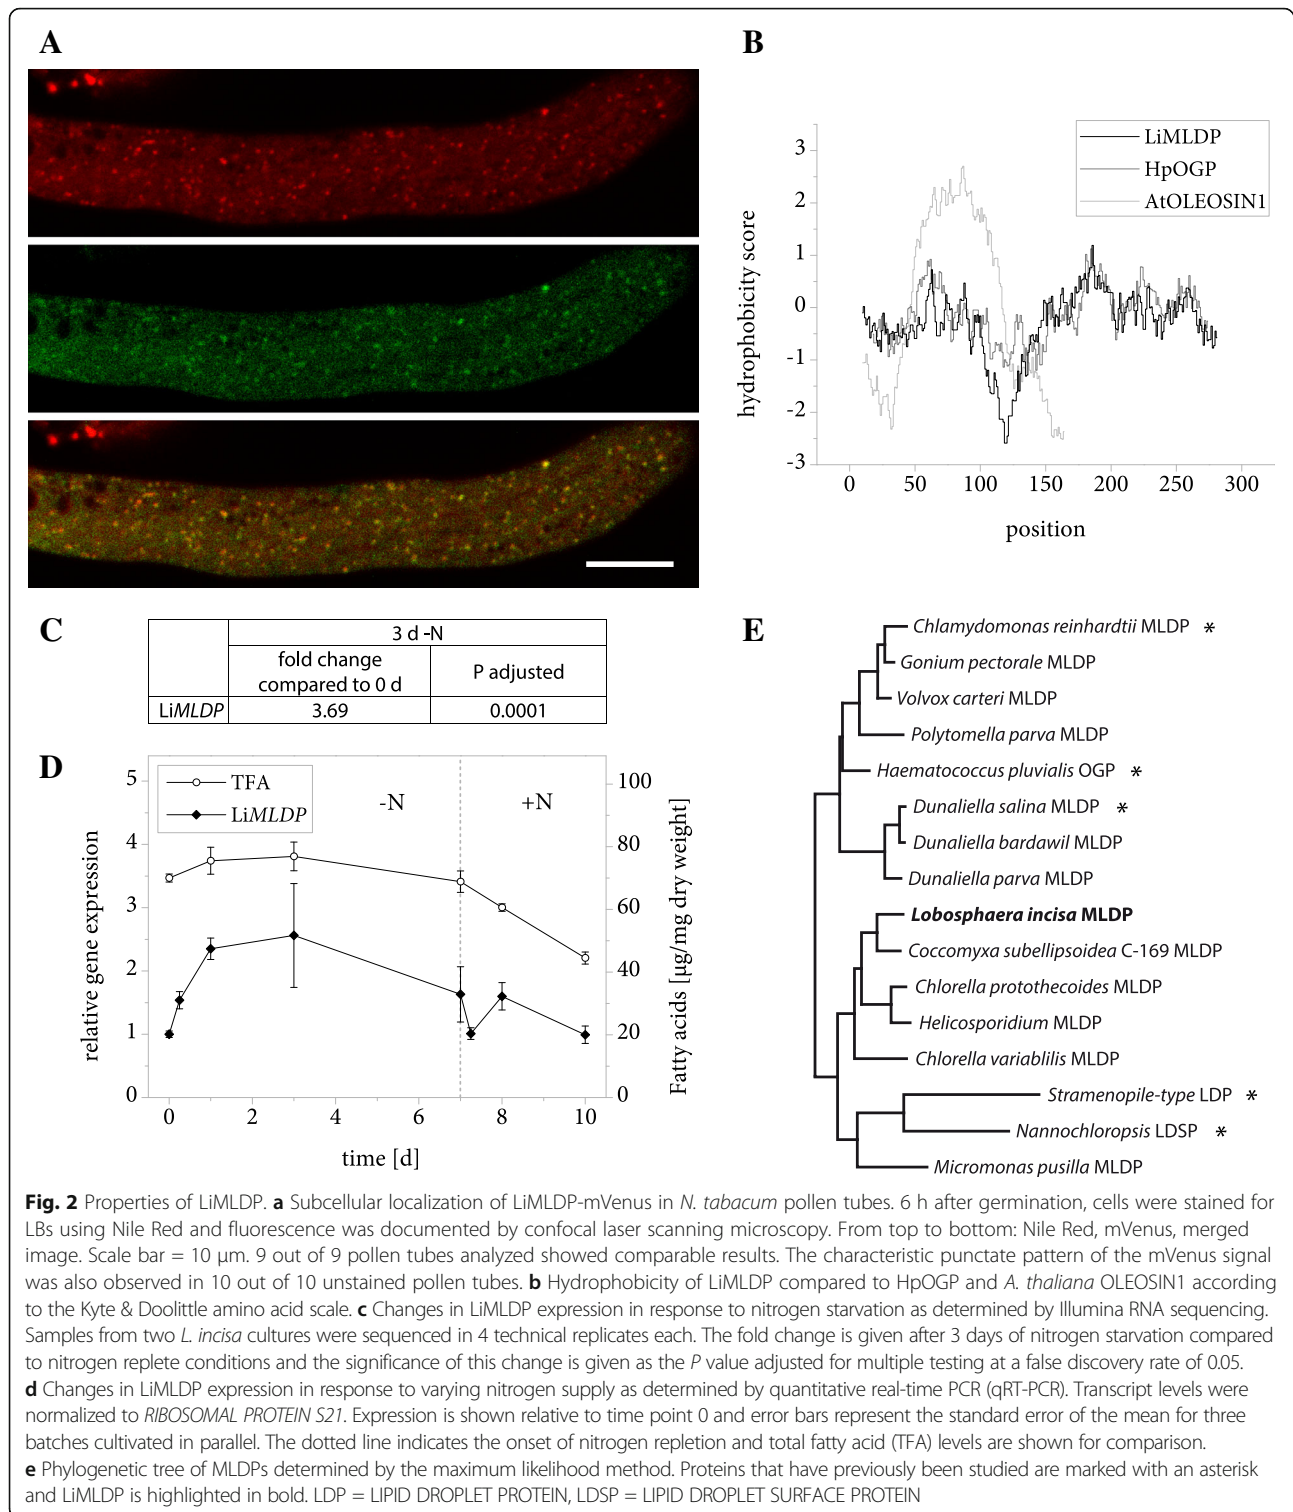 A
B
3
2
1
0
-1
-2
-3
hydrophobicity score
LiMLDP
HpOGP
AtOLEOSIN1
0 50 100 150 200 250 300
position
C
3 d -N
fold change
compared to 0 d
P adjusted
LiMLDP 3.69 0.0001
D
TFA
LiMLDP
-N
+N
5
4
3
2
1
0
relative gene expression
100
80
60
40
20
0
Fatty acids [µg/mg dry weight]
0 2 4 6 8 10
time [d]
E
Chlamydomonas reinhardtii MLDP *
Gonium pectorale MLDP
Volvox carteri MLDP
Polytomella parva MLDP
Haematococcus pluvialis OGP *
Dunaliella salina MLDP *
Dunaliella bardawil MLDP
Dunaliella parva MLDP
Lobosphaera incisa MLDP
Coccomyxa subellipsoidea C-169 MLDP
Chlorella protothecoides MLDP
Helicosporidium MLDP
Chlorella variablilis MLDP
Stramenopile-type LDP *
Nannochloropsis LDSP *
Micromonas pusilla MLDP
Fig. 2 Properties of LiMLDP. a Subcellular localization of LiMLDP-mVenus in N. tabacum pollen tubes. 6 h after germination, cells were stained for
LBs using Nile Red and fluorescence was documented by confocal laser scanning microscopy. From top to bottom: Nile Red, mVenus, merged
image. Scale bar = 10 µm. 9 out of 9 pollen tubes analyzed showed comparable results. The characteristic punctate pattern of the mVenus signal
was also observed in 10 out of 10 unstained pollen tubes. b Hydrophobicity of LiMLDP compared to HpOGP and A. thaliana OLEOSIN1 according
to the Kyte & Doolittle amino acid scale. c Changes in LiMLDP expression in response to nitrogen starvation as determined by Illumina RNA sequencing.
Samples from two L. incisa cultures were sequenced in 4 technical replicates each. The fold change is given after 3 days of nitrogen starvation compared
to nitrogen replete conditions and the significance of this change is given as the P value adjusted for multiple testing at a false discovery rate of 0.05.
d Changes in LiMLDP expression in response to varying nitrogen supply as determined by quantitative real-time PCR (qRT-PCR). Transcript levels were
normalized to RIBOSOMAL PROTEIN S21. Expression is shown relative to time point 0 and error bars represent the standard error of the mean for three
batches cultivated in parallel. The dotted line indicates the onset of nitrogen repletion and total fatty acid (TFA) levels are shown for comparison.
e Phylogenetic tree of MLDPs determined by the maximum likelihood method. Proteins that have previously been studied are marked with an asterisk
and LiMLDP is highlighted in bold. LDP = LIPID DROPLET PROTEIN, LDSP = LIPID DROPLET SURFACE PROTEIN